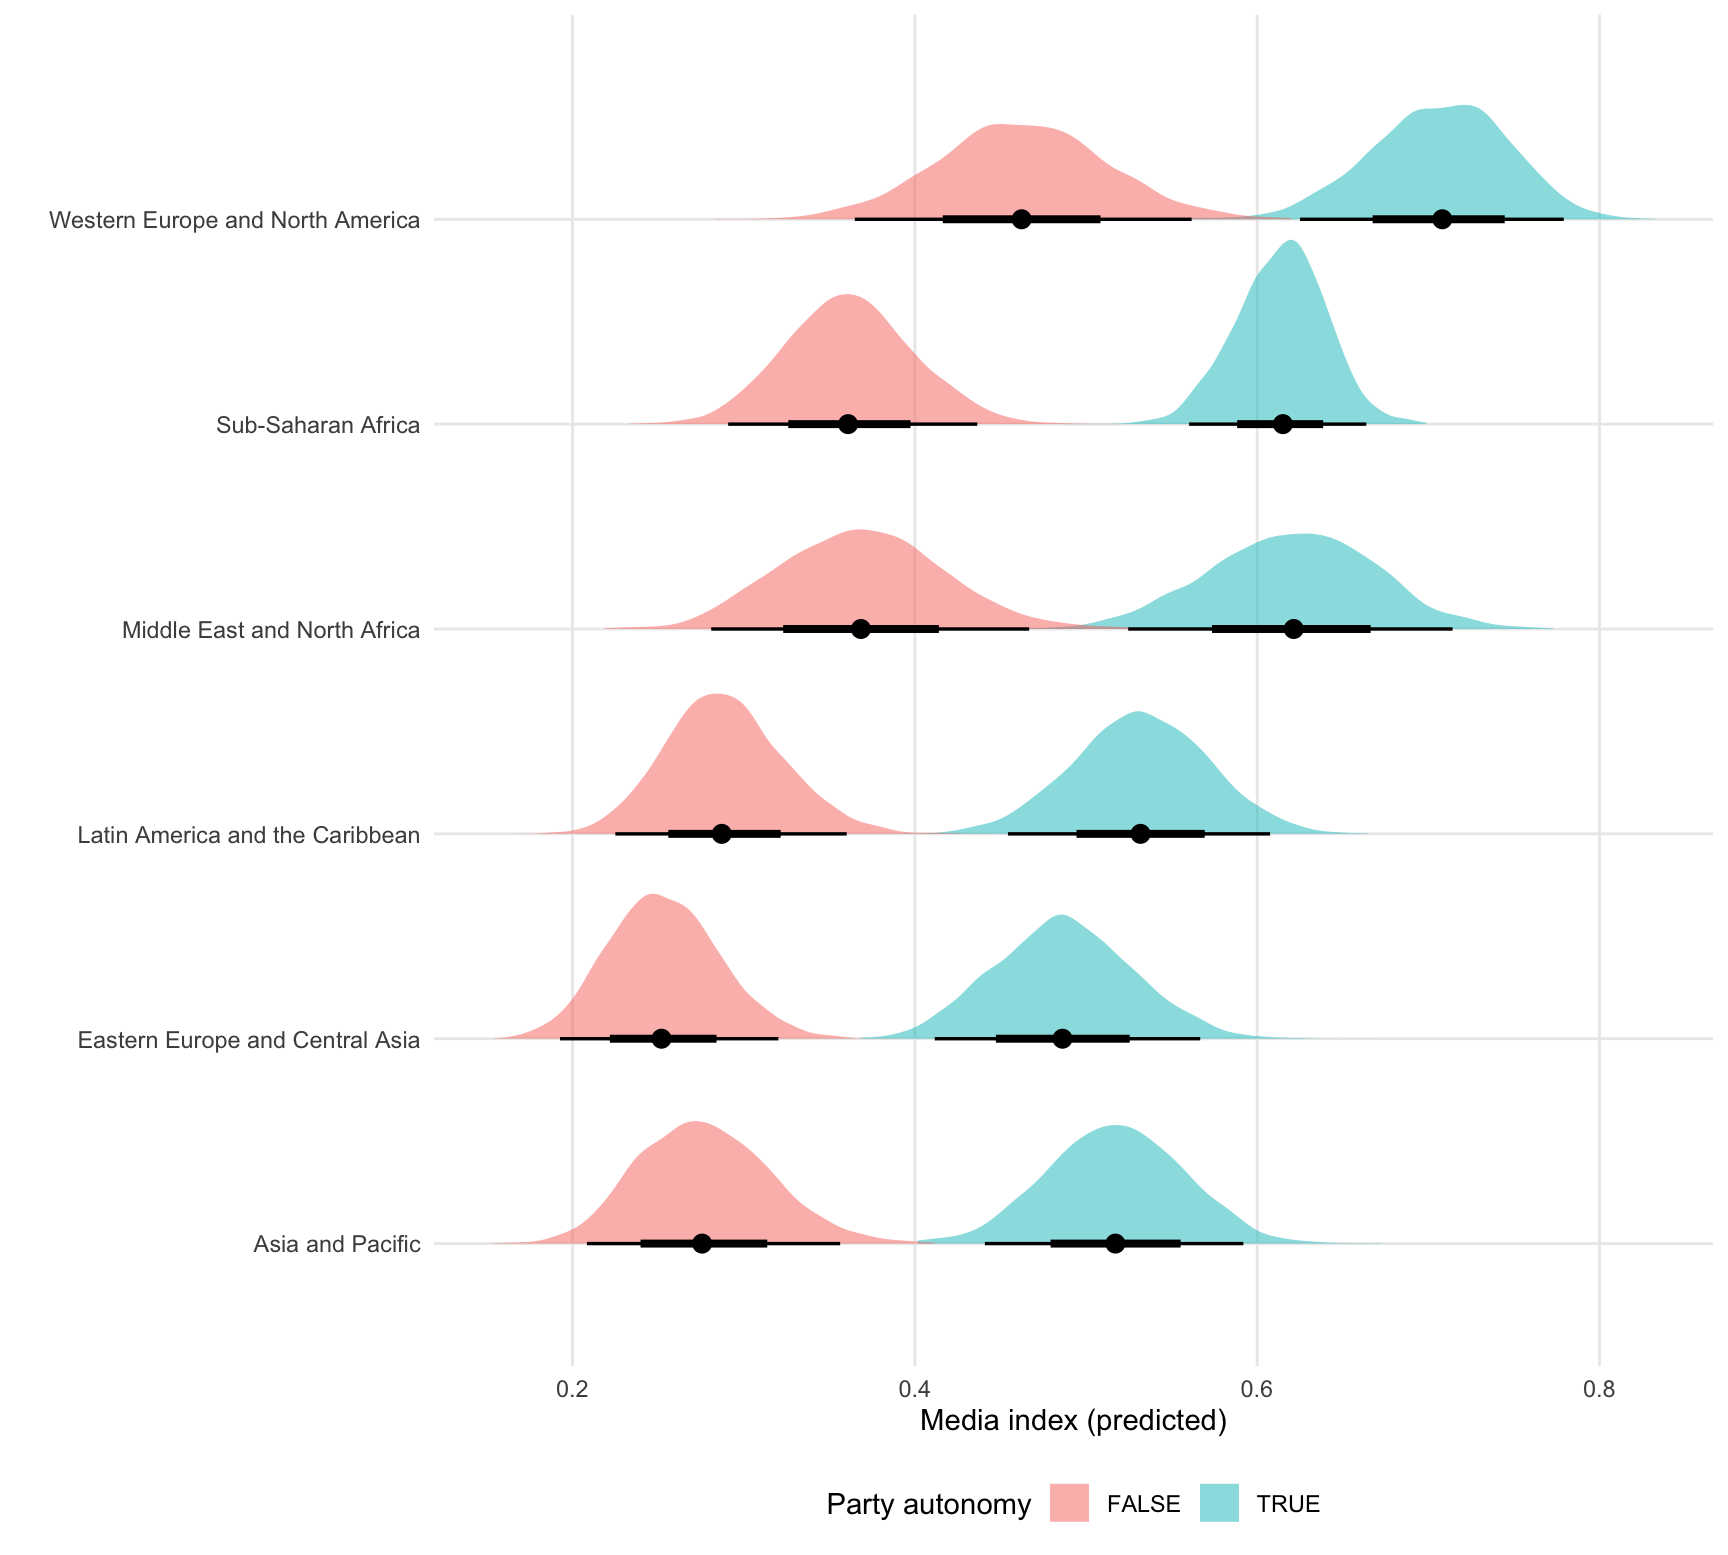 Western Europe and North America
Sub-Saharan Africa
Middle East and North Africa
Latin America and the Caribbean
Eastern Europe and Central Asia
Asia and Pacific
0.2 0.4 0.6 0.8
Media index (predicted)
Party autonomy FALSE TRUE